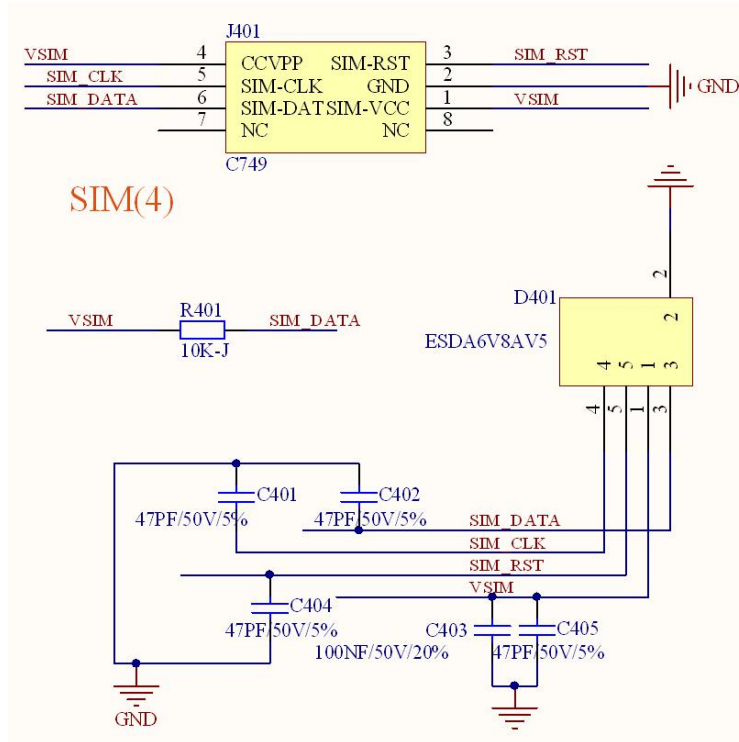 J401
VSIM 4 CCVPP SIM-RST 3 SIM_RST
SIM_CLK 5 SIM-CLK GND 2 GND
SIM_DATA 6 SIM-DAT SIM-VCC 1 VSIM
7 NC NC 8
C749
SIM(4)
2
D401
2
R401
VSIM SIM_DATA
10K-J
ESDA6V8AV5
4 5 1 3
4 5 1 3
C401 C402
47PF/50V/5% 47PF/50V/5% SIM_DATA
SIM_CLK
SIM_RST
VSIM
C404
47PF/50V/5% C403 C405
100NF/50V/20% 47PF/50V/5%
GND